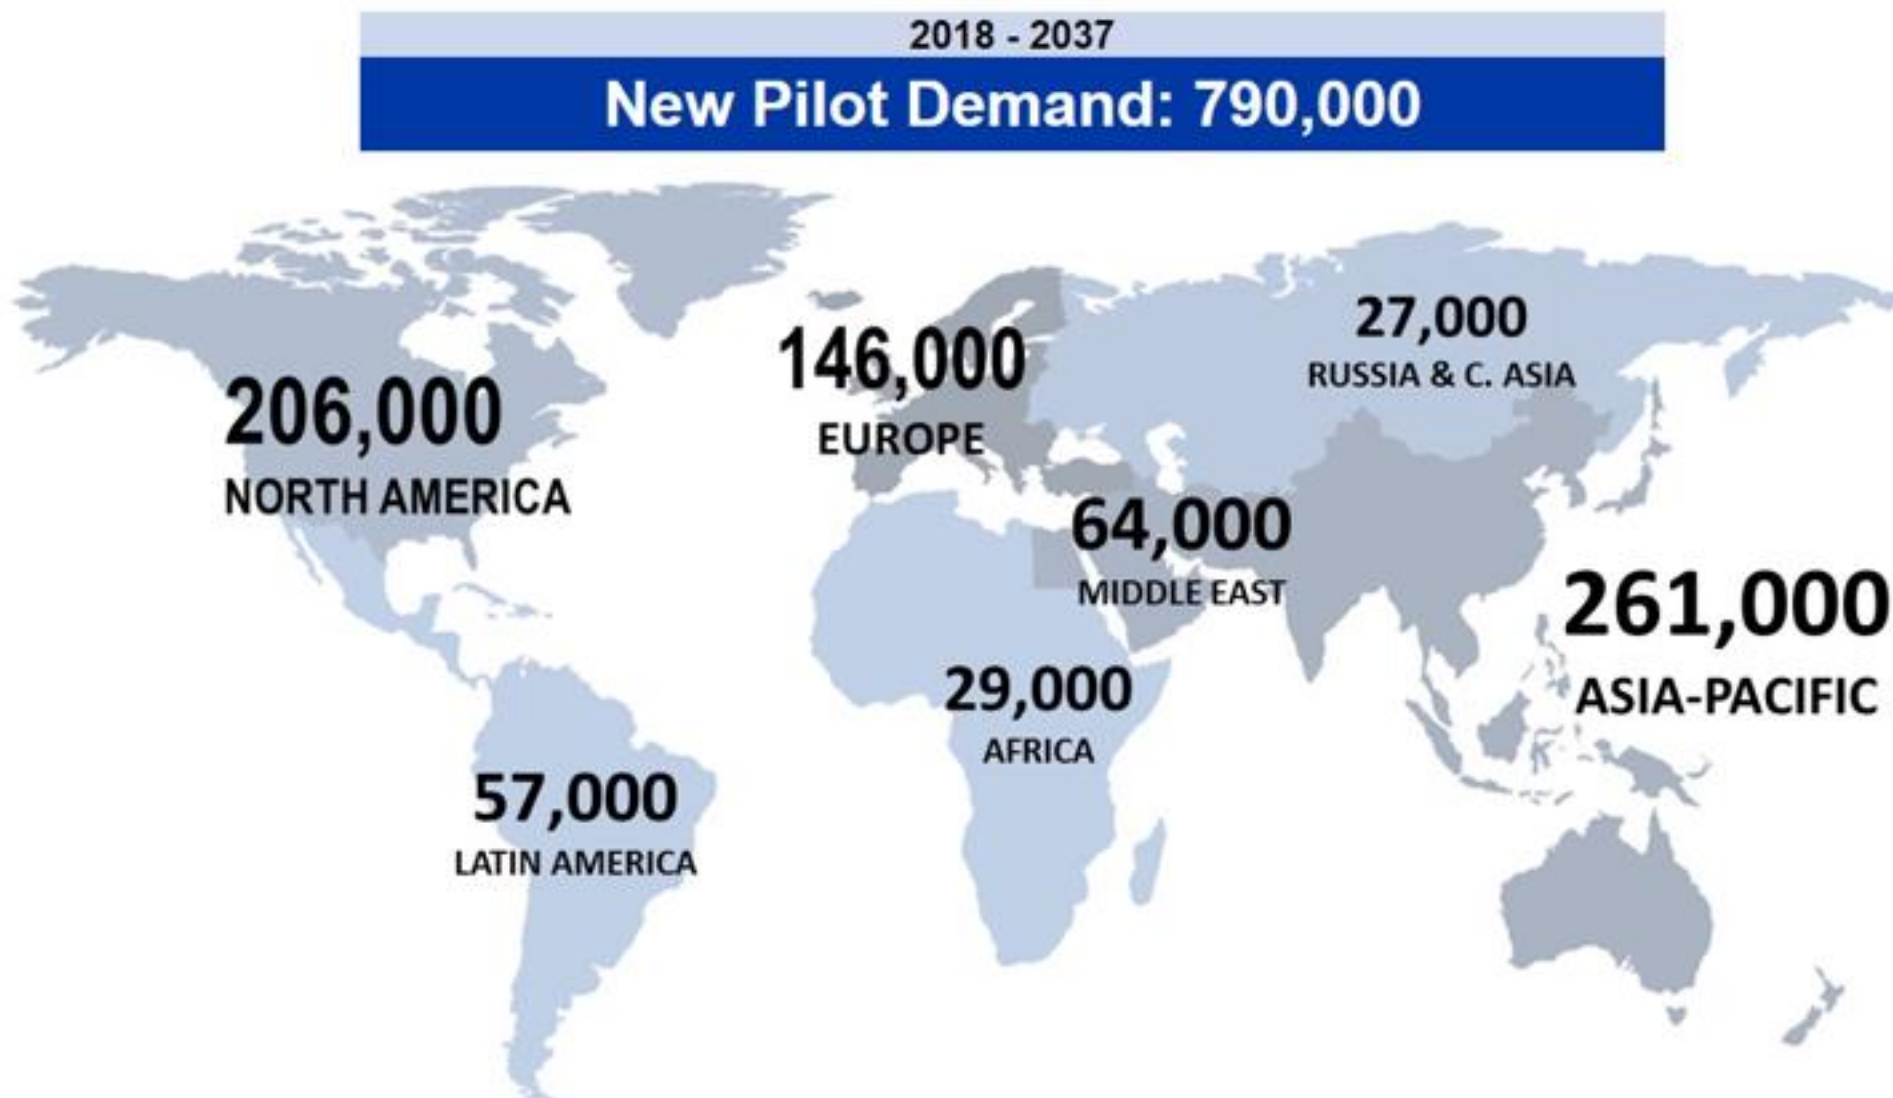 2018 - 2037
New Pilot Demand: 790,000
206,000
NORTH AMERICA
146,000
EUROPE
27,000
RUSSIA & C. ASIA
64,000
MIDDLE EAST
261,000
ASIA-PACIFIC
29,000
AFRICA
57,000
LATIN AMERICA